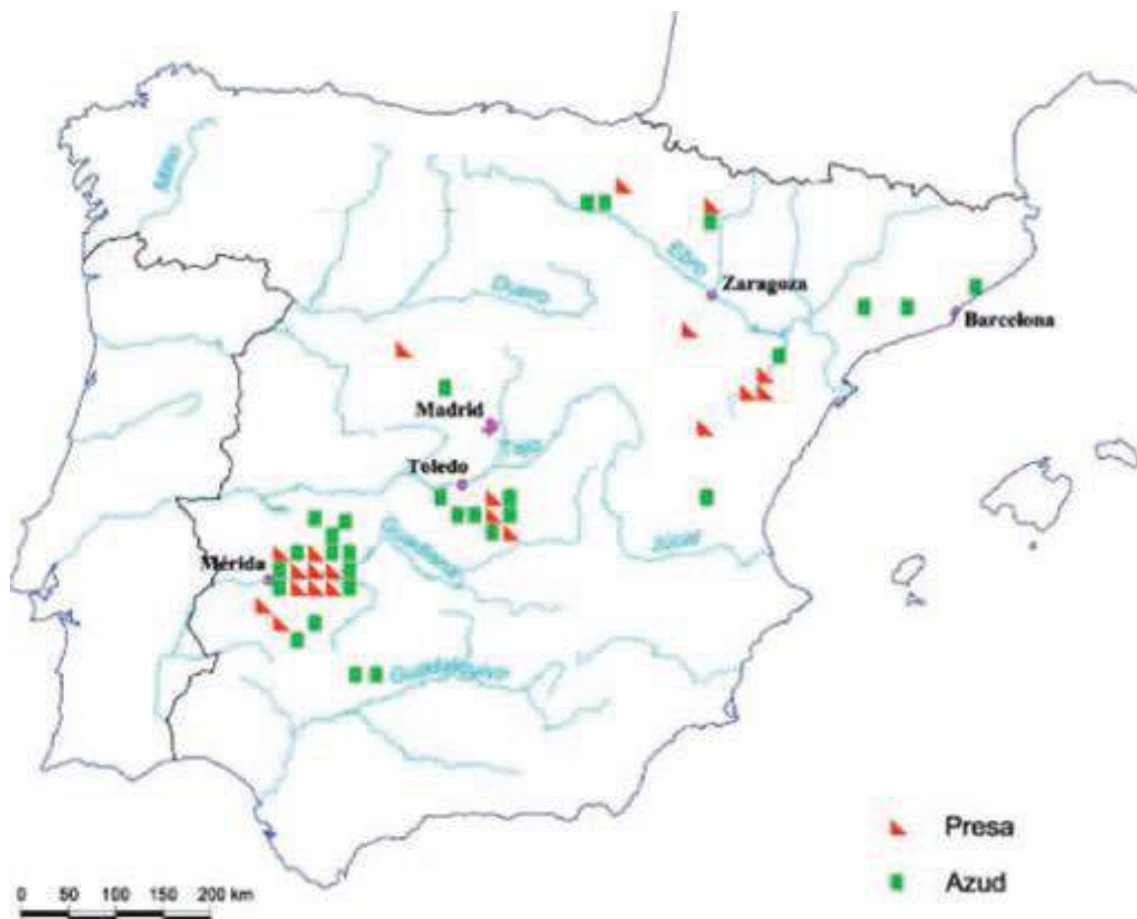 Miño
Ebro
Duero
Zaragoza
Barcelona
Madrid
Tajo
Toledo
Guadiana
Júcar
Mérida
Guadalquivir
Presa
Azud
0 50 100 150 200 km